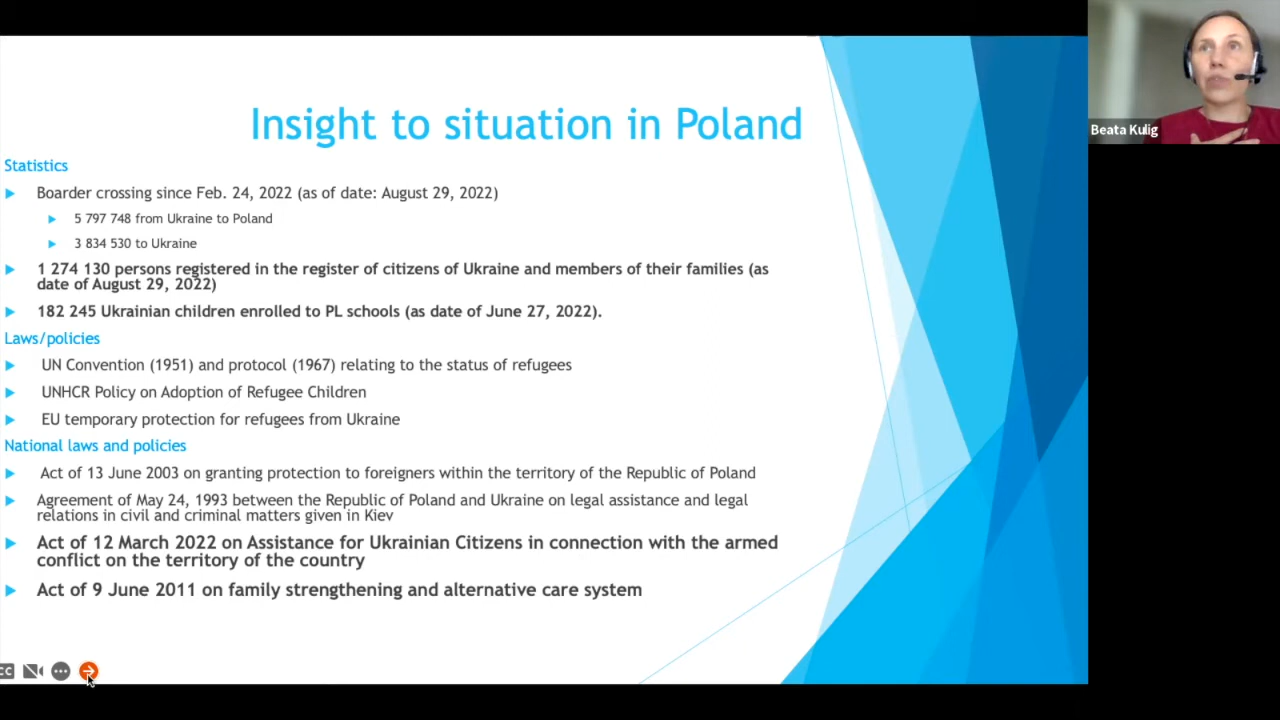 Insight to situation in Poland
Statistics
Boarder crossing since Feb. 24, 2022 (as of date: August 29, 2022)
5 797 748 from Ukraine to Poland
3 834 530 to Ukraine
1 274 130 persons registered in the register of citizens of Ukraine and members of their families (as
date of August 29, 2022)
182 245 Ukrainian children enrolled to PL schools (as date of June 27, 2022).
Laws/policies
UN Convention (1951) and protocol (1967) relating to the status of refugees
UNHCR Policy on Adoption of Refugee Children
EU temporary protection for refugees from Ukraine
National laws and policies
Act of 13 June 2003 on granting protection to foreigners within the territory of the Republic of Poland
Agreement of May 24, 1993 between the Republic of Poland and Ukraine on legal assistance and legal
relations in civil and criminal matters given in Kiev
Act of 12 March 2022 on Assistance for Ukrainian Citizens in connection with the armed
conflict on the territory of the country
Act of 9 June 2011 on family strengthening and alternative care system
CC
Beata Kulig